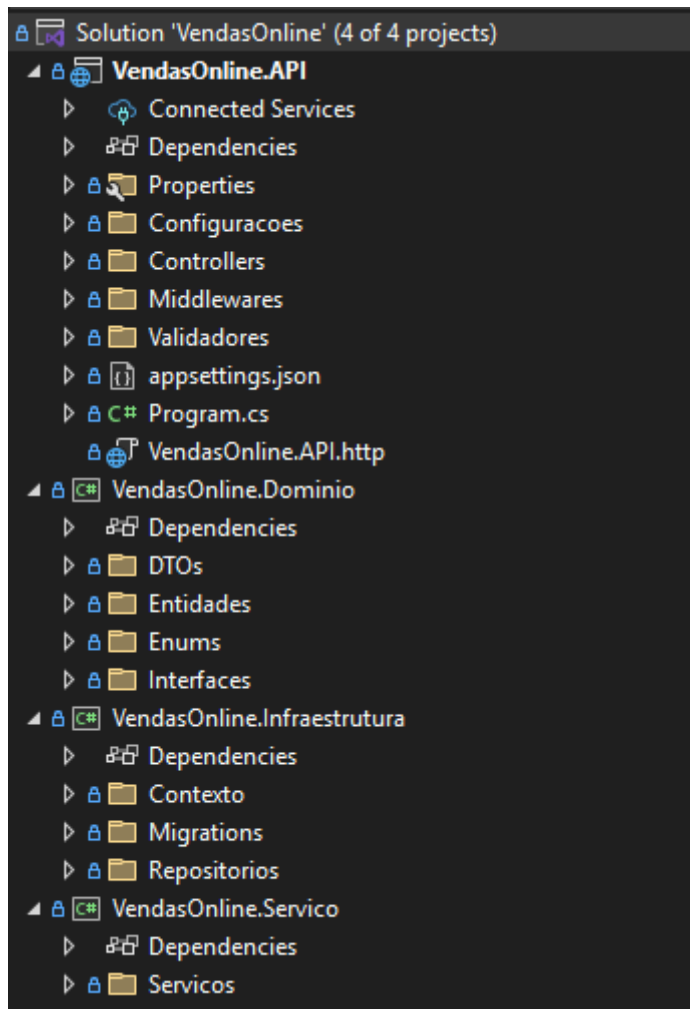 Solution 'VendasOnline' (4 of 4 projects)
VendasOnline.API
Connected Services
Dependencies
Properties
Configuracoes
Controllers
Middlewares
Validadores
appsettings.json
C# Program.cs
VendasOnline.API.http
C# VendasOnline.Dominio
Dependencies
DTOs
Entidades
Enums
Interfaces
C# VendasOnline.Infraestrutura
Dependencies
Contexto
Migrations
Repositorios
C# VendasOnline.Servico
Dependencies
Servicos